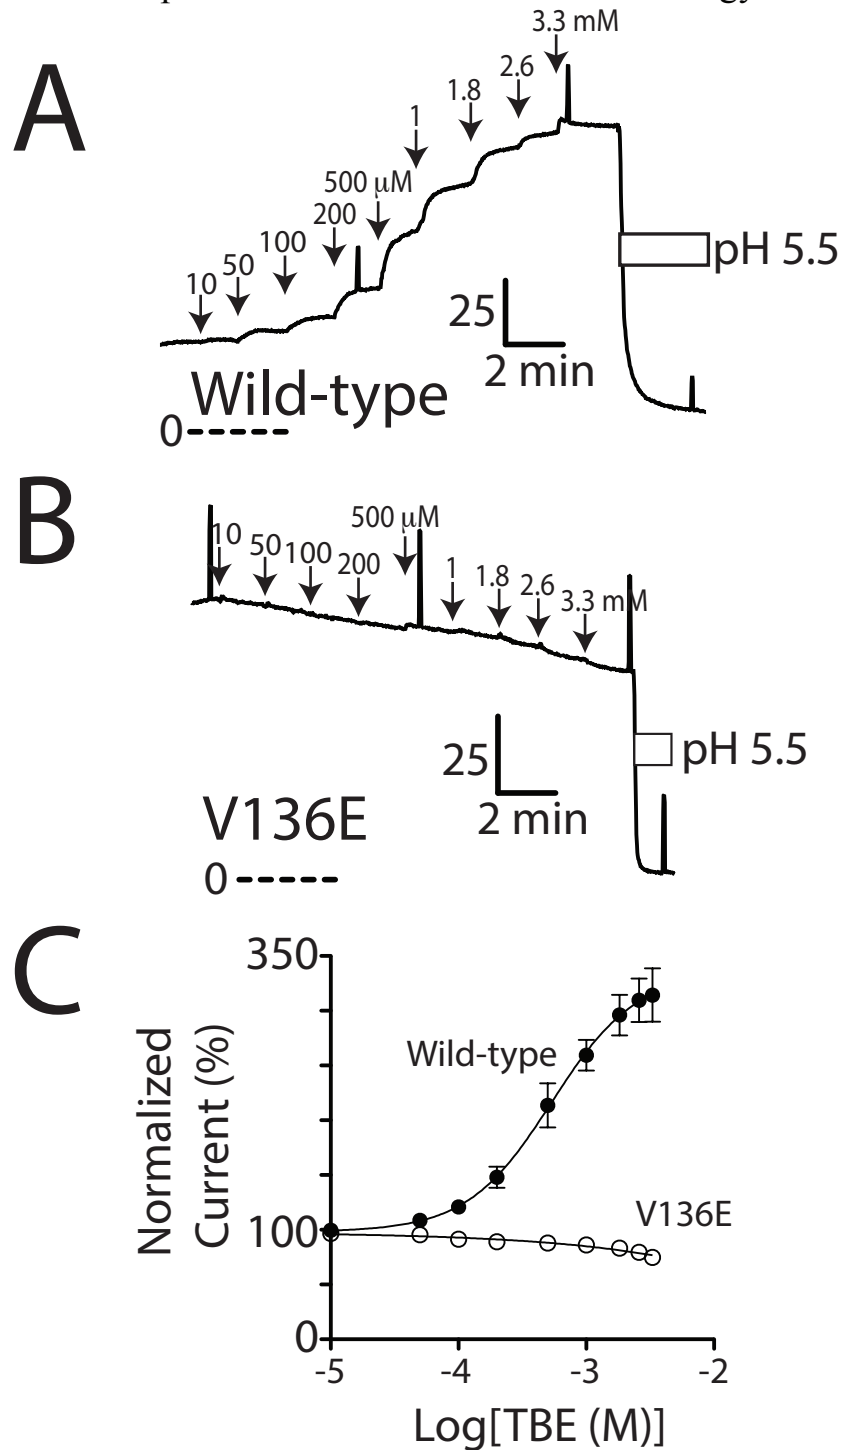 A
3.3 mM
2.6
1.8
1
500 µM
200
100
50
10
pH 5.5
25
2 min
Wild-type
0
B
500 µM
10
50
100
200
1
1.8
2.6
3.3 mM
pH 5.5
25
2 min
V136E
0
C
350
100
0
Normalized
Current (%)
Wild-type
V136E
-5
-4
-3
-2
Log[TBE (M)]